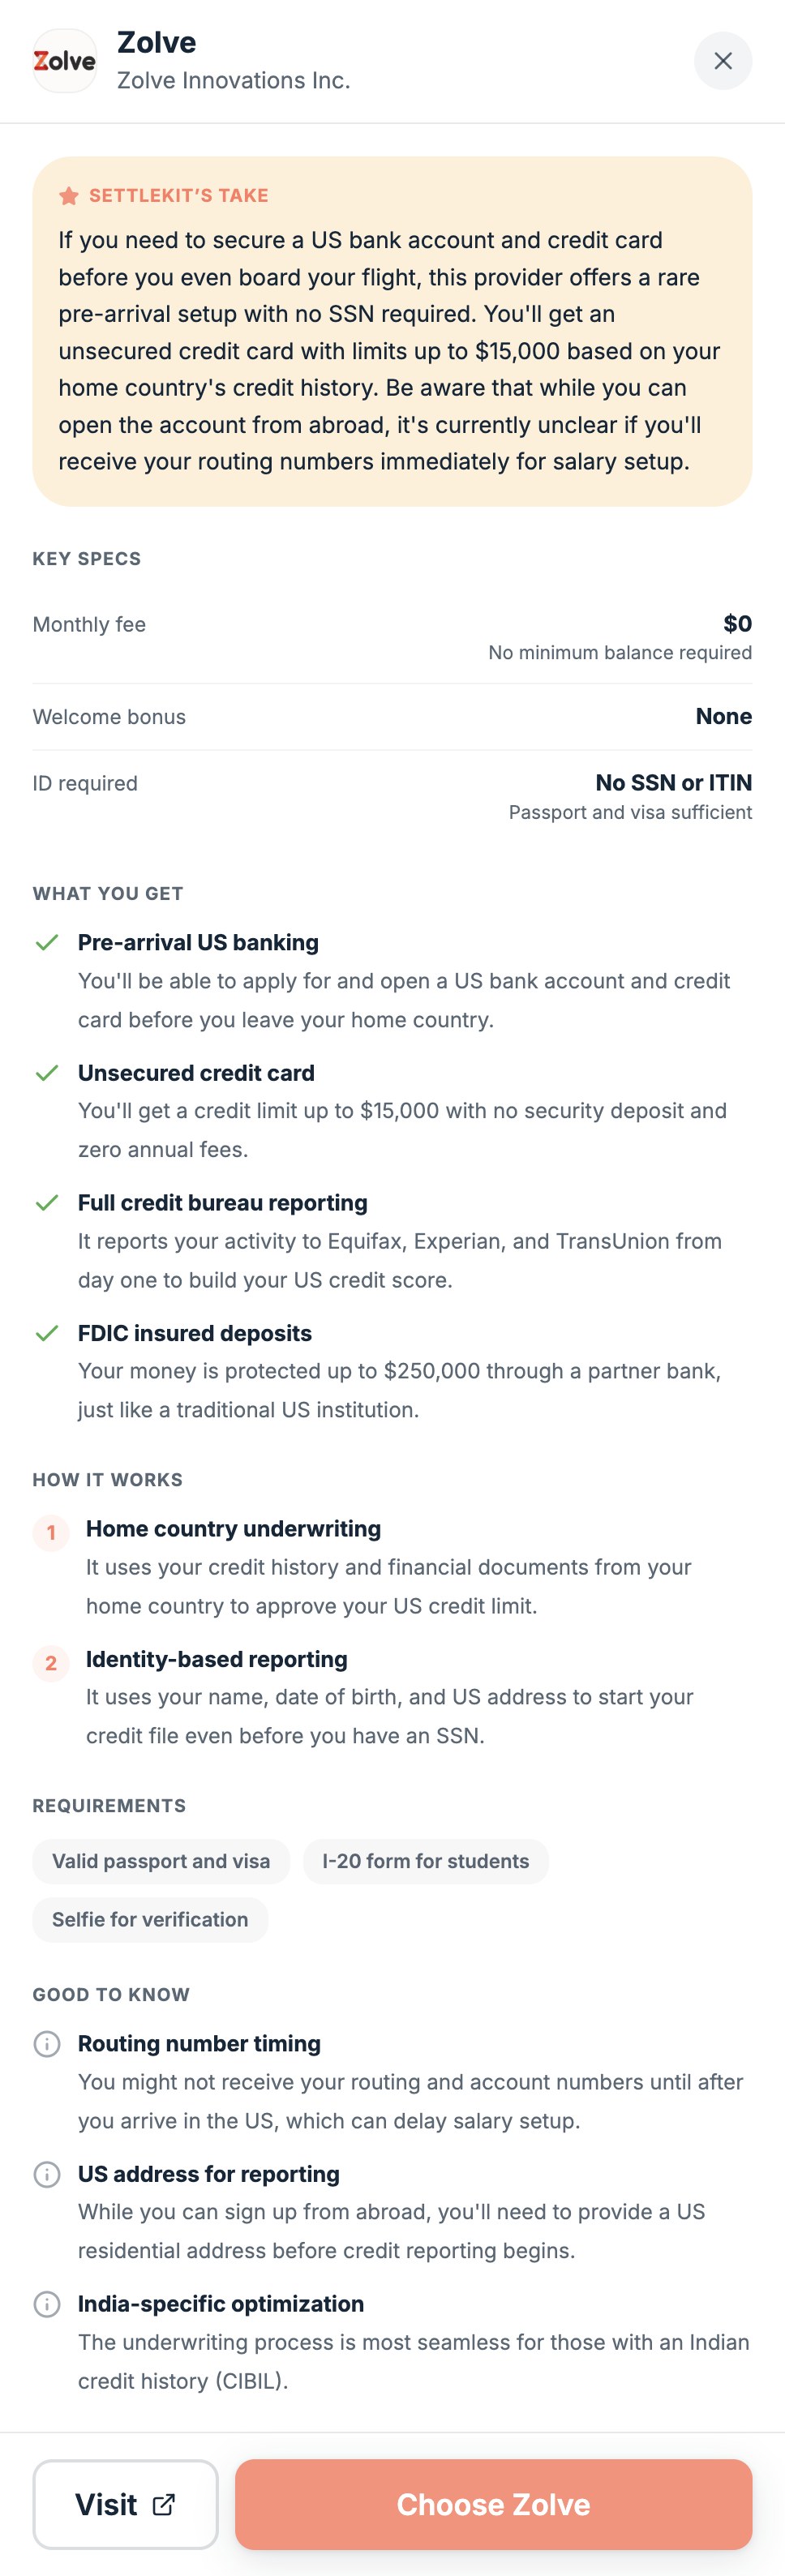 Zolve
Zolve
Zolve Innovations Inc.
SETTLEKIT’S TAKE
If you need to secure a US bank account and credit card
before you even board your flight, this provider offers a rare
pre-arrival setup with no SSN required. You'll get an
unsecured credit card with limits up to $15,000 based on your
home country's credit history. Be aware that while you can
open the account from abroad, it's currently unclear if you'll
receive your routing numbers immediately for salary setup.
KEY SPECS
Monthly fee
$0
No minimum balance required
Welcome bonus
None
ID required
No SSN or ITIN
Passport and visa sufficient
WHAT YOU GET
Pre-arrival US banking
You'll be able to apply for and open a US bank account and credit
card before you leave your home country.
Unsecured credit card
You'll get a credit limit up to $15,000 with no security deposit and
zero annual fees.
Full credit bureau reporting
It reports your activity to Equifax, Experian, and TransUnion from
day one to build your US credit score.
FDIC insured deposits
Your money is protected up to $250,000 through a partner bank,
just like a traditional US institution.
HOW IT WORKS
1 Home country underwriting
It uses your credit history and financial documents from your
home country to approve your US credit limit.
2 Identity-based reporting
It uses your name, date of birth, and US address to start your
credit file even before you have an SSN.
REQUIREMENTS
Valid passport and visa
I-20 form for students
Selfie for verification
GOOD TO KNOW
Routing number timing
You might not receive your routing and account numbers until after
you arrive in the US, which can delay salary setup.
US address for reporting
While you can sign up from abroad, you'll need to provide a US
residential address before credit reporting begins.
India-specific optimization
The underwriting process is most seamless for those with an Indian
credit history (CIBIL).
Visit
Choose Zolve